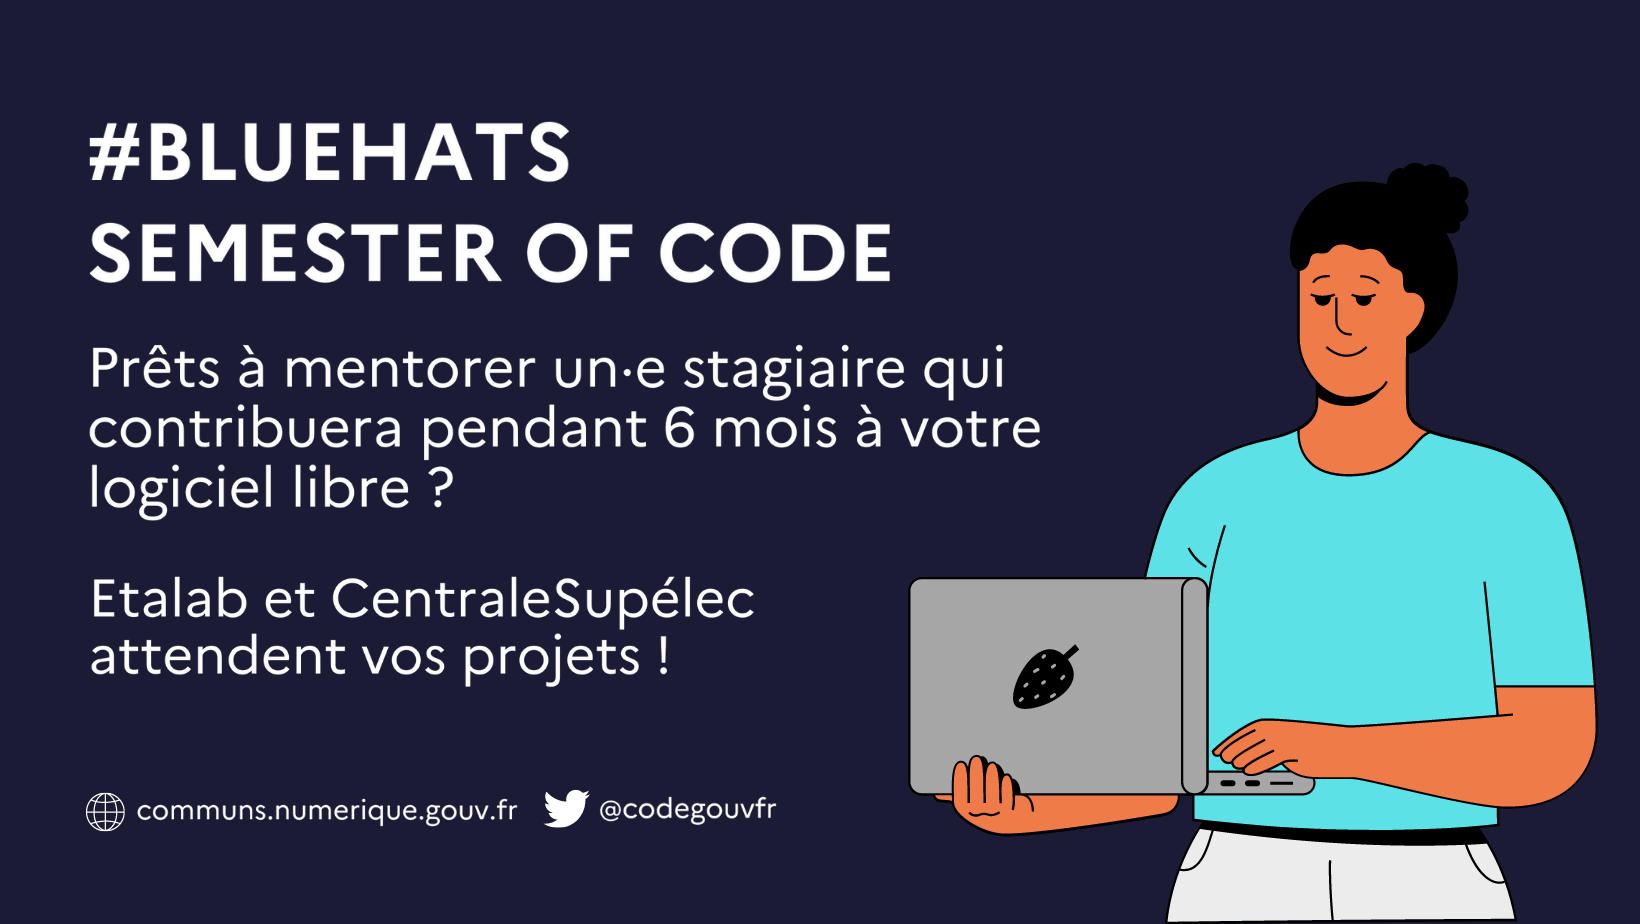 #BLUEHATS
SEMESTER OF CODE
Prêts à mentorer un·e stagiaire qui
contribuera pendant 6 mois à votre
logiciel libre ?
Etalab et CentraleSupélec
attendent vos projets !
communs.numerique.gouv.fr @codegouvfr